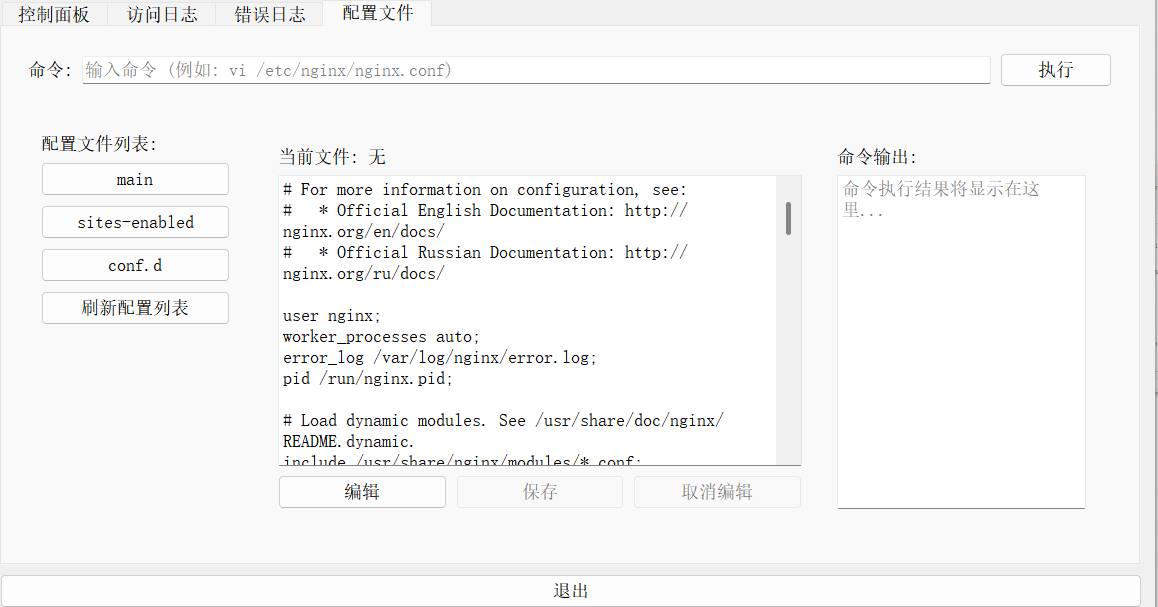 控制面板 访问日志 错误日志 配置文件
命令: 输入命令 (例如: vi /etc/nginx/nginx.conf) 执行
配置文件列表:
main
sites-enabled
conf.d
刷新配置列表
当前文件: 无
# For more information on configuration, see:
#   * Official English Documentation: http://
nginx.org/en/docs/
#   * Official Russian Documentation: http://
nginx.org/ru/docs/
user nginx;
worker_processes auto;
error_log /var/log/nginx/error.log;
pid /run/nginx.pid;
# Load dynamic modules. See /usr/share/doc/nginx/
README.dynamic.
include /usr/share/nginx/modules/*.conf;
编辑 保存 取消编辑
命令输出:
命令执行结果将显示在这
里...
退出